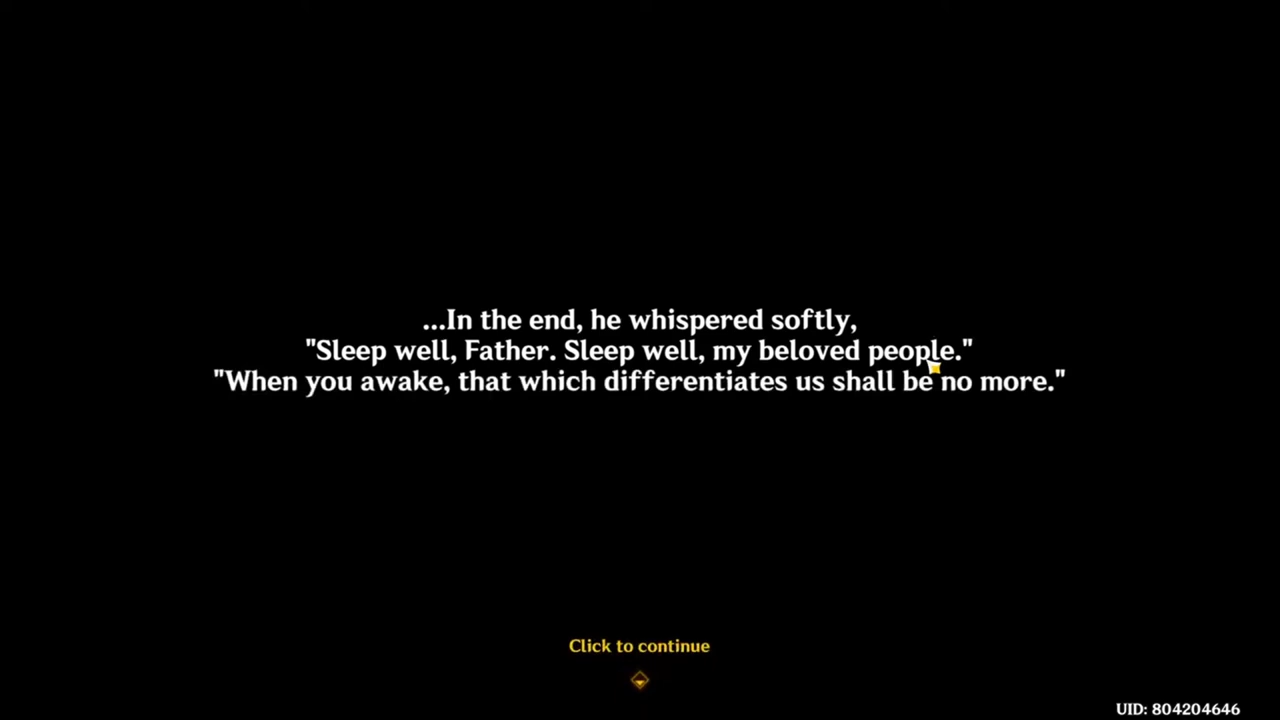 ...In the end, he whispered softly,
"Sleep well, Father. Sleep well, my beloved people."
"When you awake, that which differentiates us shall be no more."
Click to continue
UID: 804204646